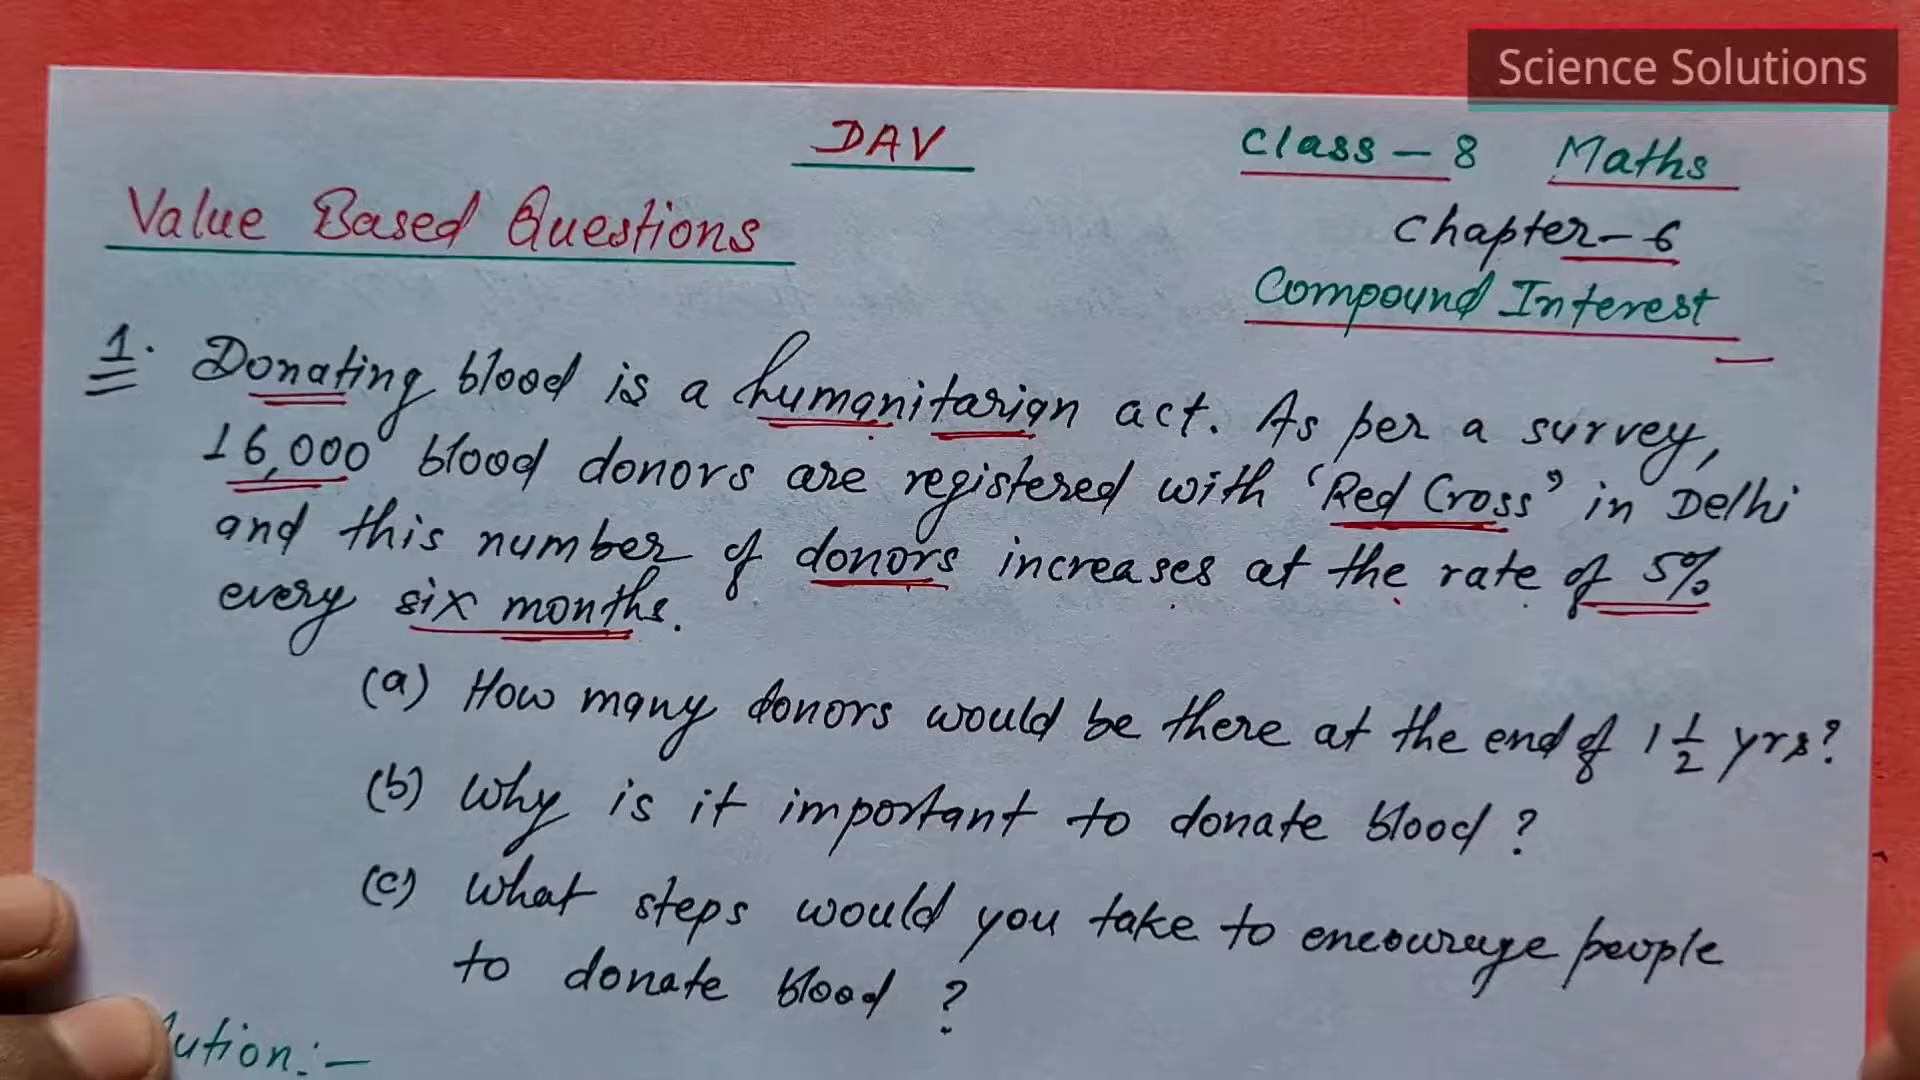 Science Solutions
DAV
Class - 8 Maths
Value Based Questions
Chapter - 6
Compound Interest
1. Donating blood is a humanitarian act. As per a survey,
16,000 blood donors are registered with 'Red Cross' in Delhi
and this number of donors increases at the rate of 5%
every six months.
(a) How many donors would be there at the end of 1 1/2 yrs?
(b) Why is it important to donate blood?
(c) What steps would you take to encourage people
to donate blood?
lution:-